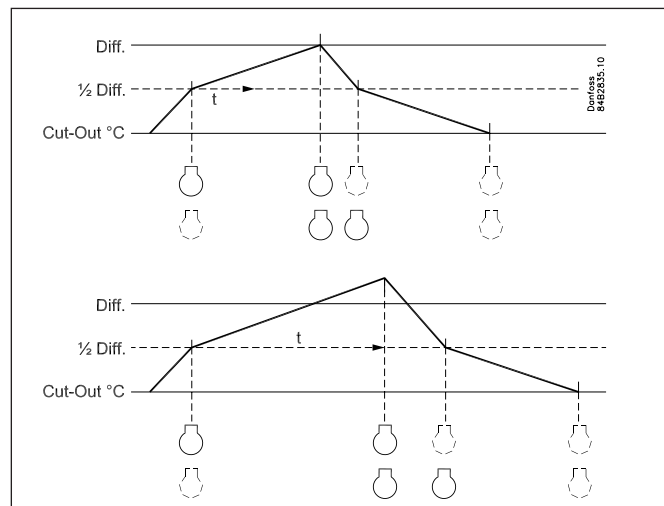 Diff.
½ Diff.
t
Cut-Out °C
Danfoss
84B2835.10
Diff.
½ Diff.
t
Cut-Out °C